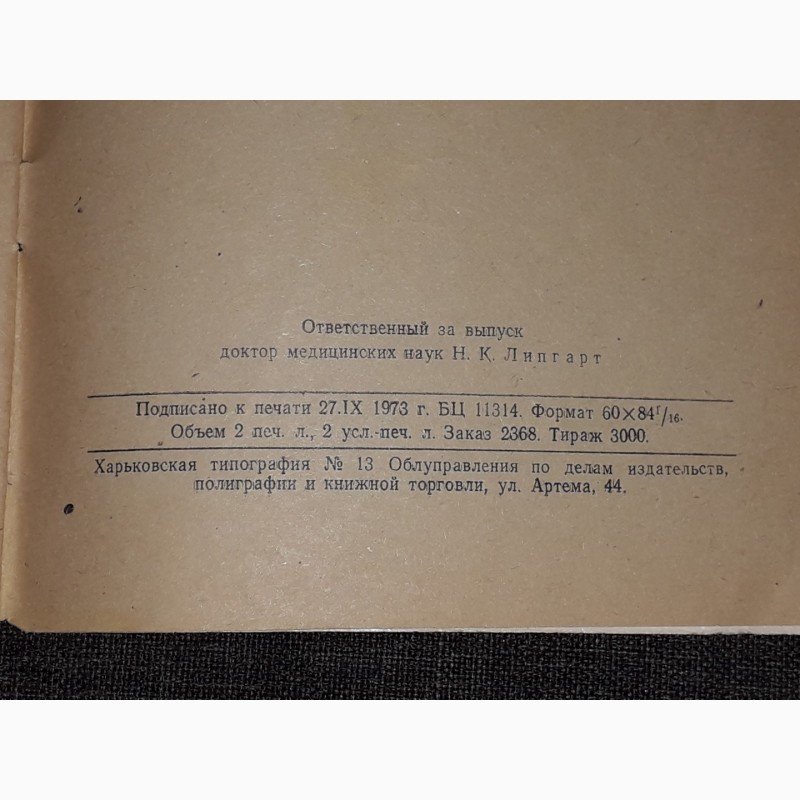 Ответственный за выпуск
доктор медицинских наук Н. К. Липгарт
Подписано к печати 27.IX 1973 г. БЦ 11314. Формат 60×84¹/₁₆.
Объем 2 печ. л., 2 усл.-печ. л. Заказ 2368. Тираж 3000.
Харьковская типография № 13 Облуправления по делам издательств,
полиграфии и книжной торговли, ул. Артема, 44.